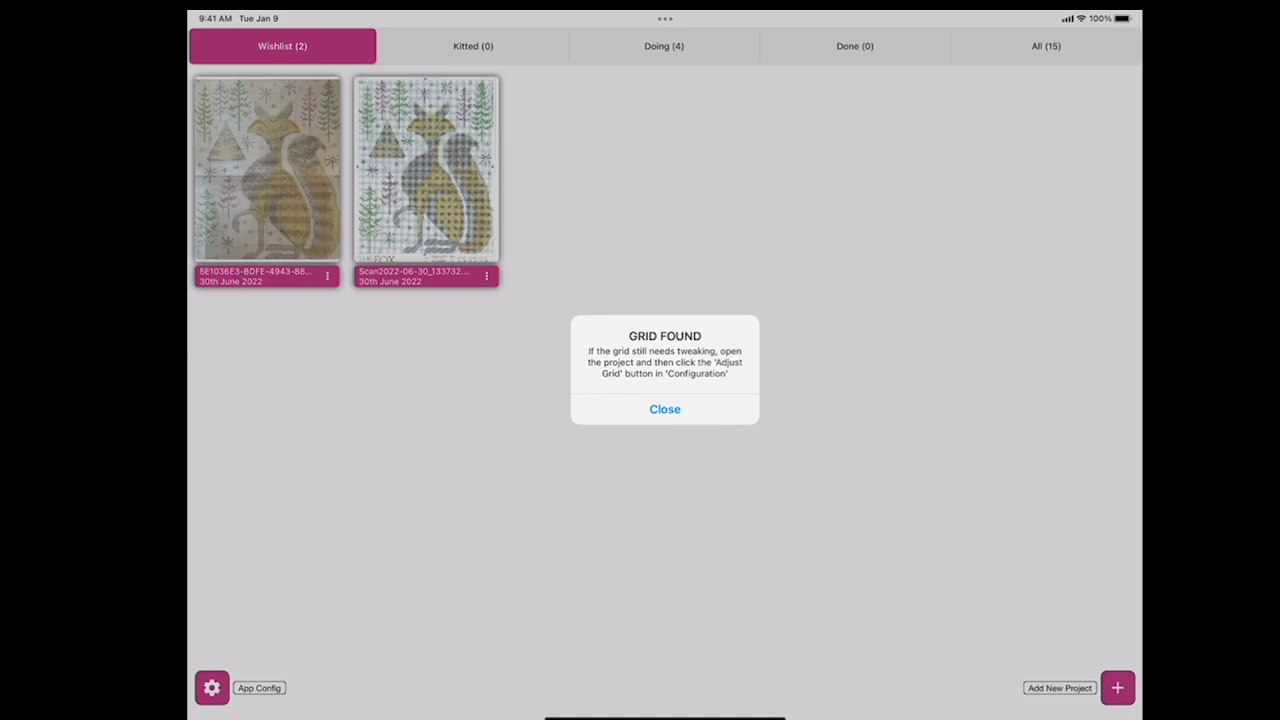 9:41 AM Tue Jan 9
100%
Wishlist (2)
Kitted (0)
Doing (4)
Done (0)
All (15)
5E1036E3-BDFE-4943-88...
30th June 2022
Scan2022-06-30_133732....
30th June 2022
GRID FOUND
If the grid still needs tweaking, open
the project and then click the 'Adjust
Grid' button in 'Configuration'
Close
App Config
Add New Project